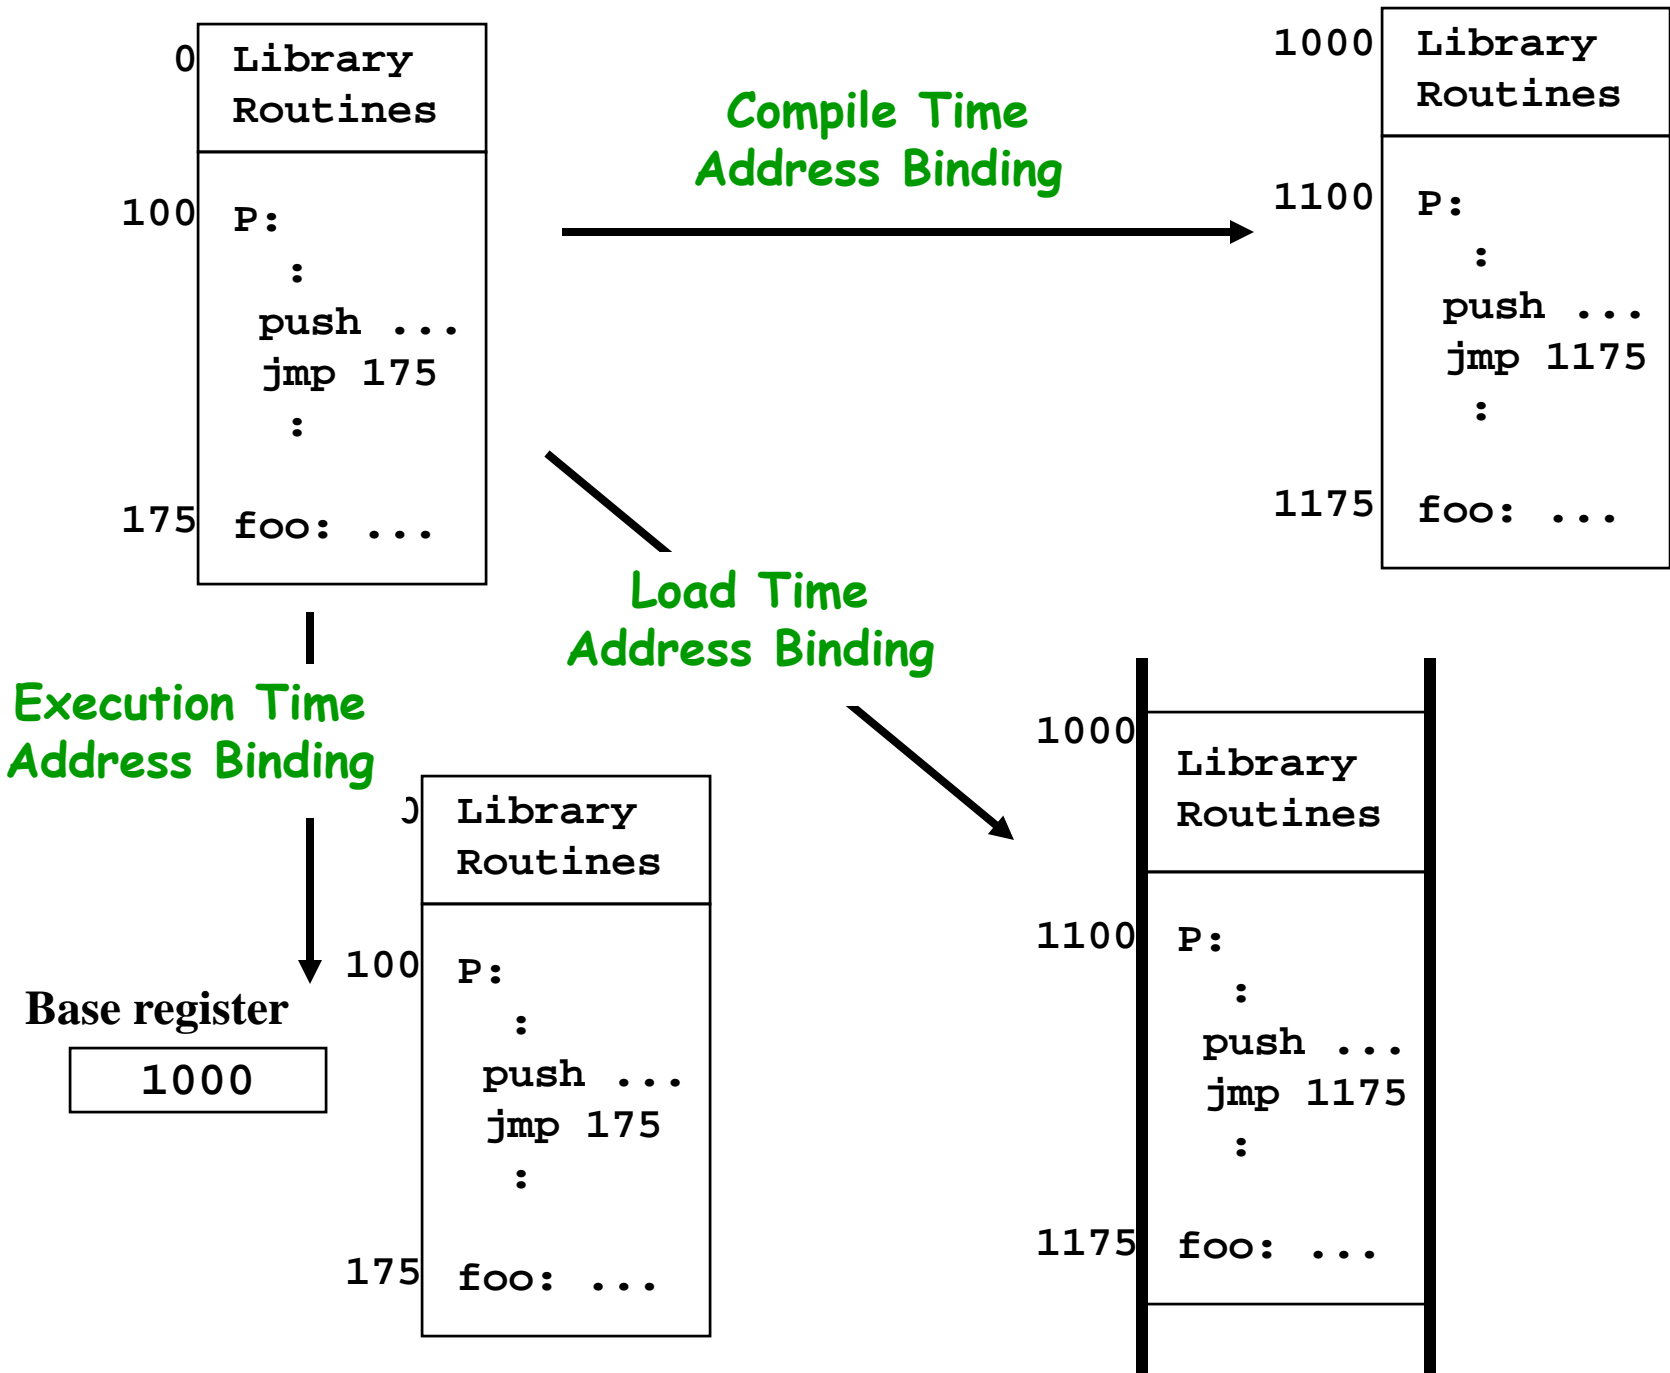 0 Library
Routines
100 P:
:
push ...
jmp 175
:
175 foo: ...
Compile Time
Address Binding
1000 Library
Routines
1100 P:
:
push ...
jmp 1175
:
1175 foo: ...
Load Time
Address Binding
Execution Time
Address Binding
Base register
1000
0 Library
Routines
100 P:
:
push ...
jmp 175
:
175 foo: ...
1000
Library
Routines
1100 P:
:
push ...
jmp 1175
:
1175 foo: ...